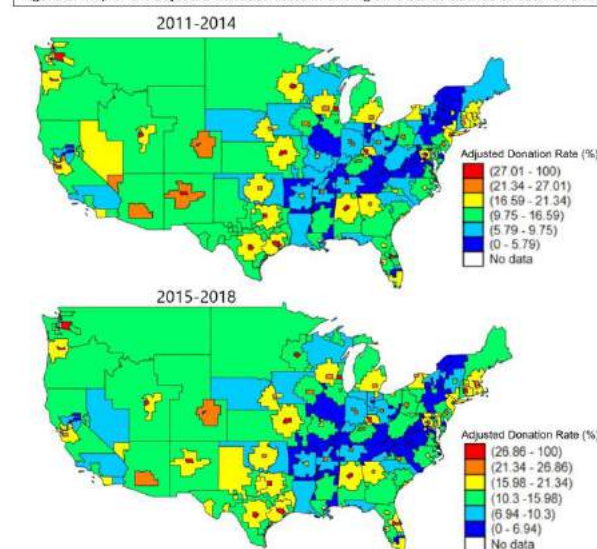 2011-2014
Adjusted Donation Rate (%)
(27.01 - 100)
(21.34 - 27.01)
(16.59 - 21.34)
(9.75 - 16.59)
(5.79 - 9.75)
(0 - 5.79)
No data
2015-2018
Adjusted Donation Rate (%)
(26.86 - 100)
(21.34 - 26.86)
(15.98 - 21.34)
(10.3 - 15.98)
(6.94 - 10.3)
(0 - 6.94)
No data